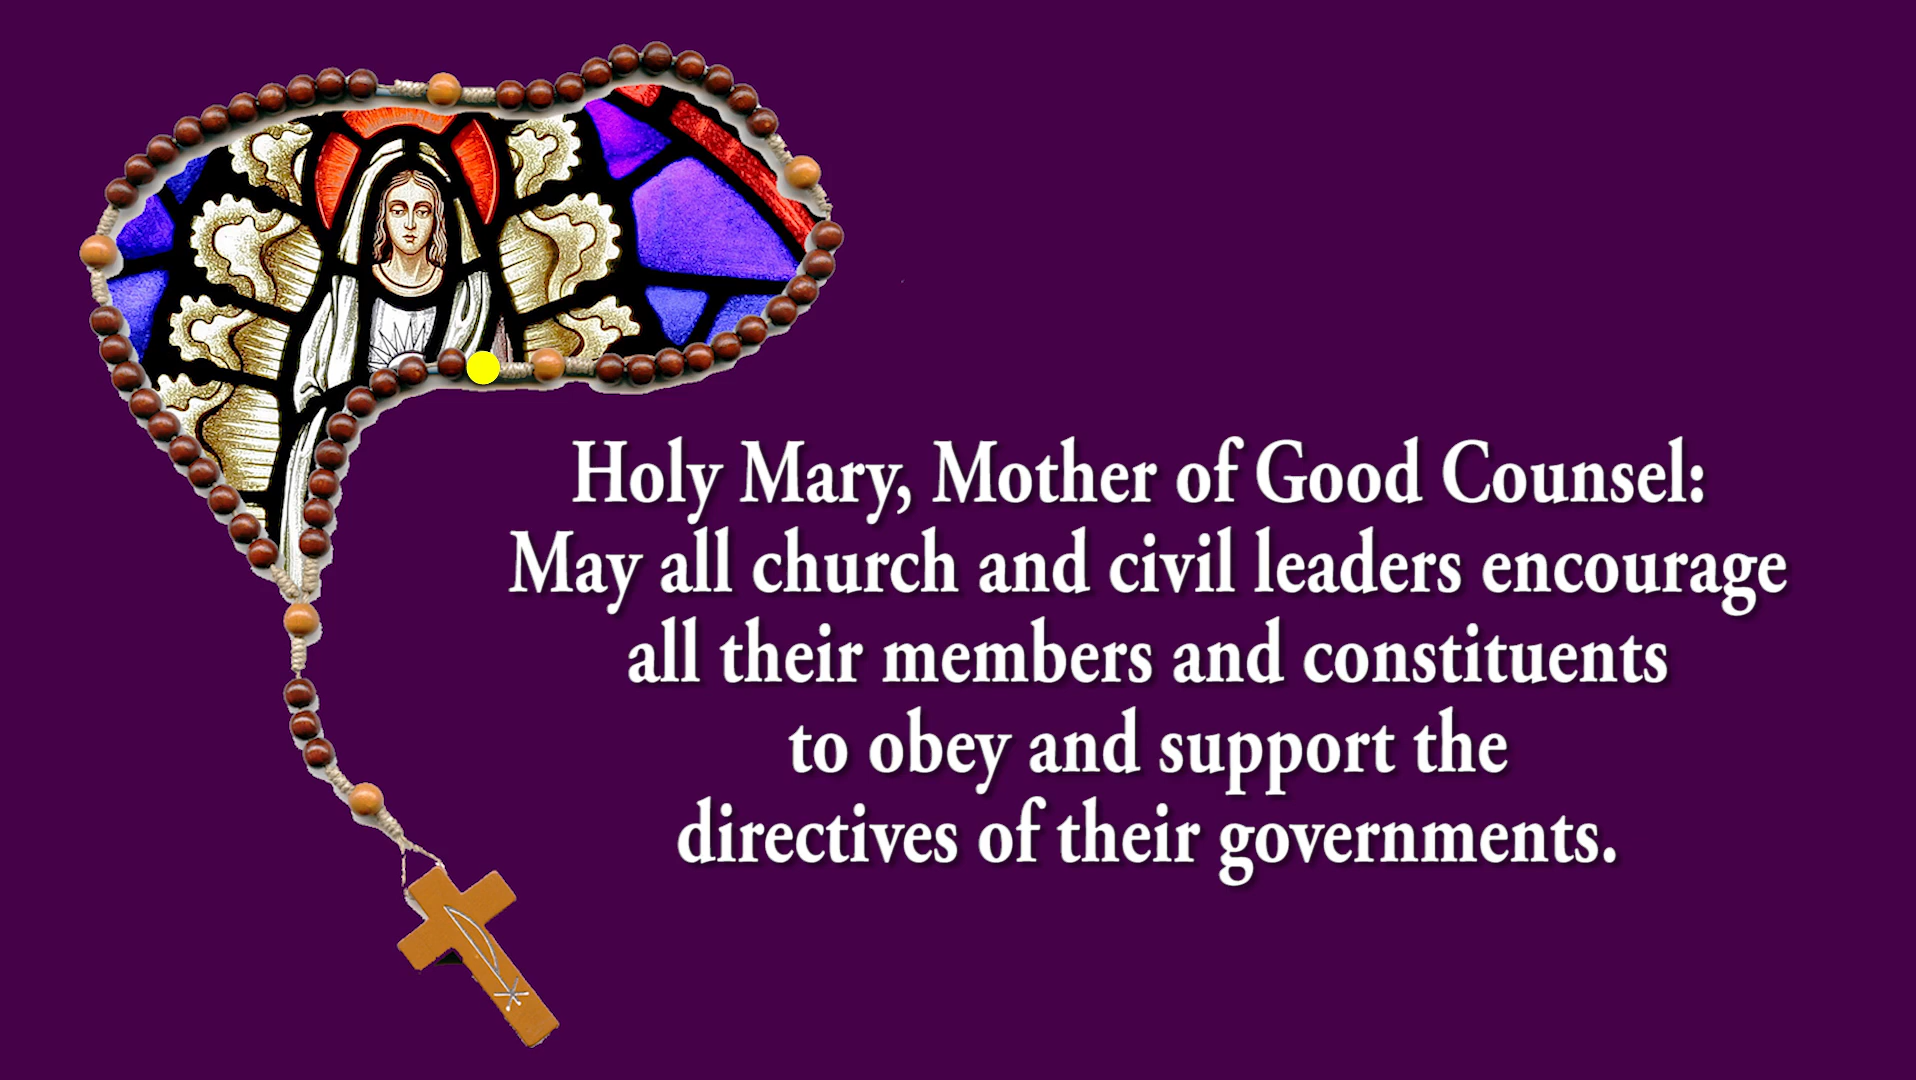 Holy Mary, Mother of Good Counsel:
May all church and civil leaders encourage
all their members and constituents
to obey and support the
directives of their governments.